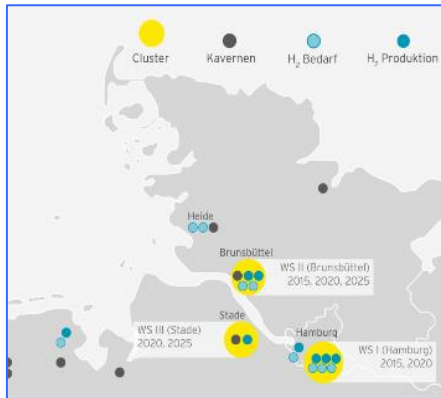 Cluster
Kavernen
H₂ Bedarf
H₂ Produktion
Heide
Brunsbüttel
WS II (Brunsbüttel)
2015, 2020, 2025
Stade
WS III (Stade)
2020, 2025
Hamburg
WS I (Hamburg)
2015, 2020